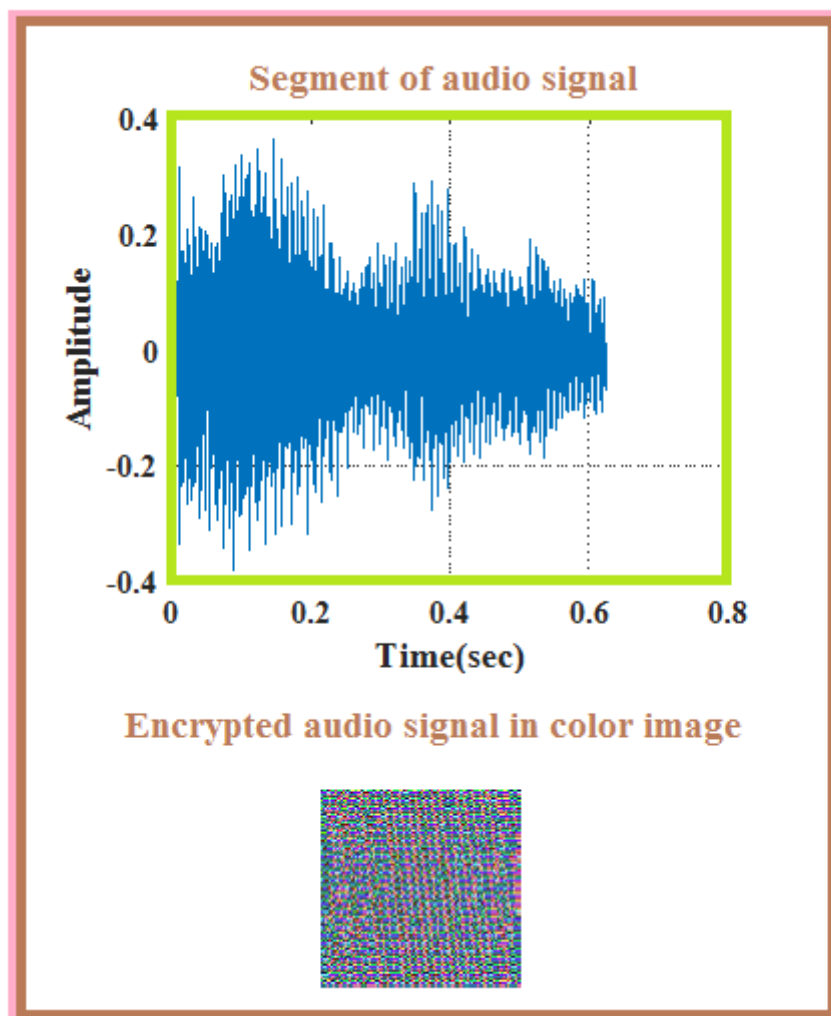 Segment of audio signal
0.4
0.2
0
-0.2
-0.4
Amplitude
0 0.2 0.4 0.6 0.8
Time(sec)
Encrypted audio signal in color image